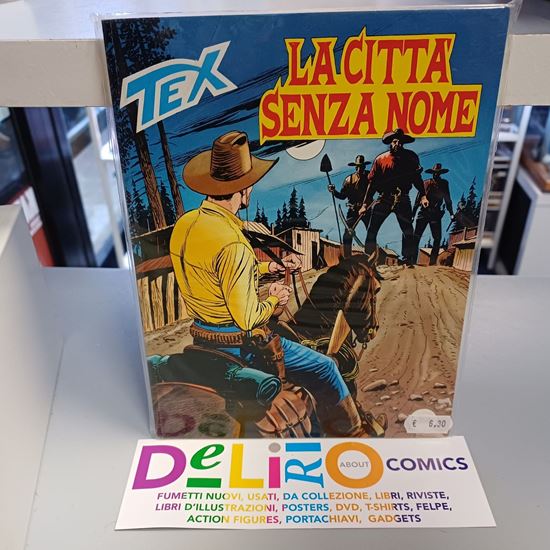 TEX
LA CITTÀ
SENZA NOME
€ 6,30
DeLiRiO
ABOUT
COMICS
FUMETTI NUOVI, USATI, DA COLLEZIONE, LIBRI, RIVISTE,
LIBRI D'ILLUSTRAZIONI, POSTERS, DVD, T-SHIRTS, FELPE,
ACTION FIGURES, PORTACHIAVI, GADGETS